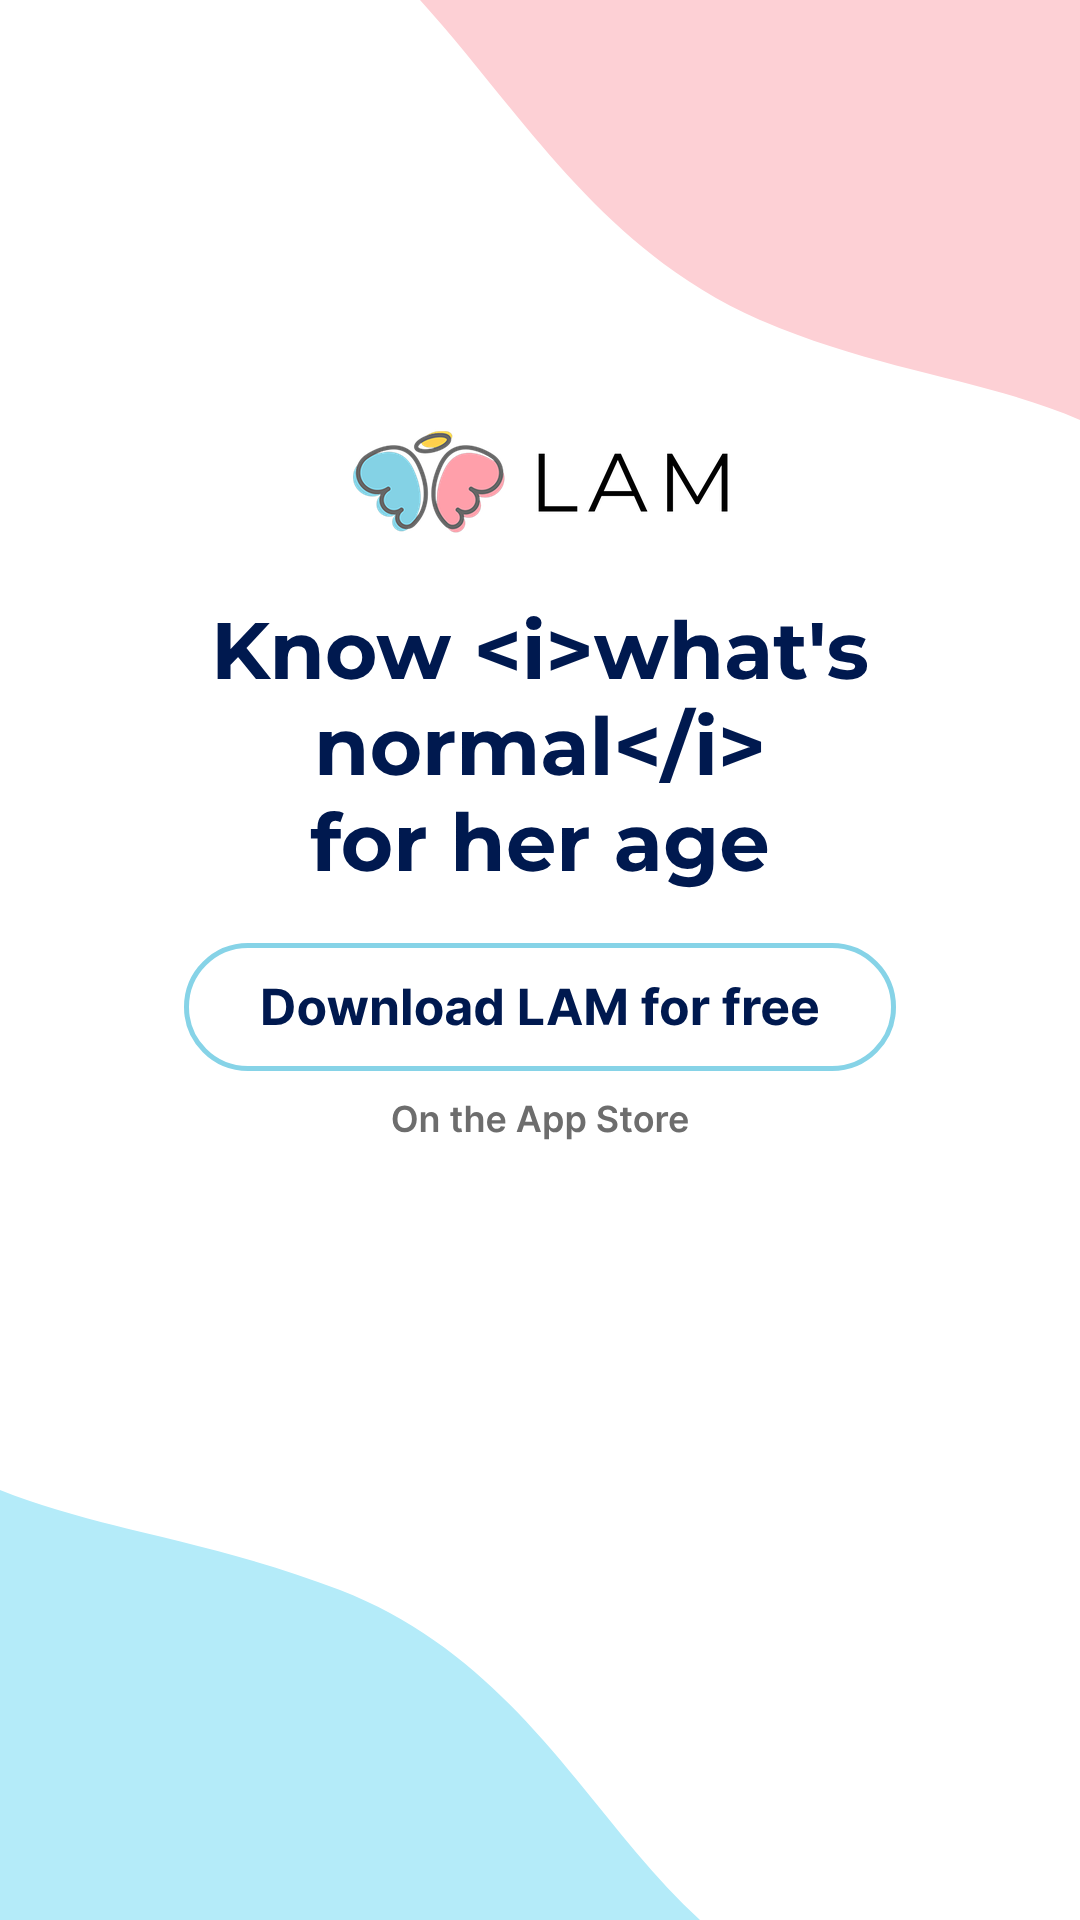 LAM
Know <i>what's
normal</i>
for her age
Download LAM for free
On the App Store